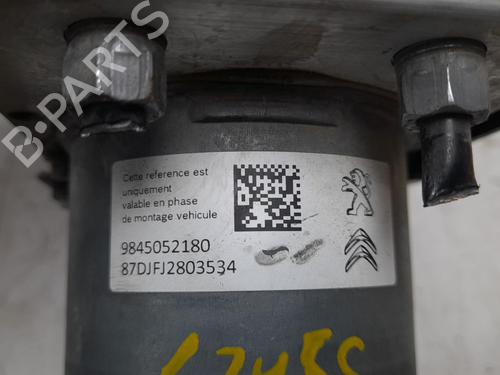 B-PARTS
Cette reference est
uniquement
valable en phase
de montage vehicule
9845052180
87DJFJ2803534